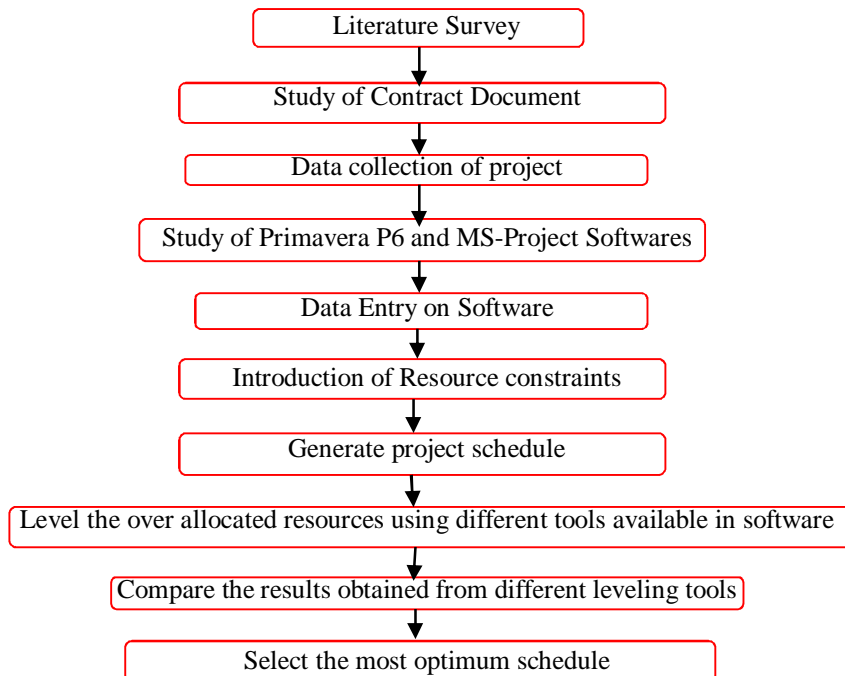 Literature Survey
Study of Contract Document
Data collection of project
Study of Primavera P6 and MS-Project Softwares
Data Entry on Software
Introduction of Resource constraints
Generate project schedule
Level the over allocated resources using different tools available in software
Compare the results obtained from different leveling tools
Select the most optimum schedule